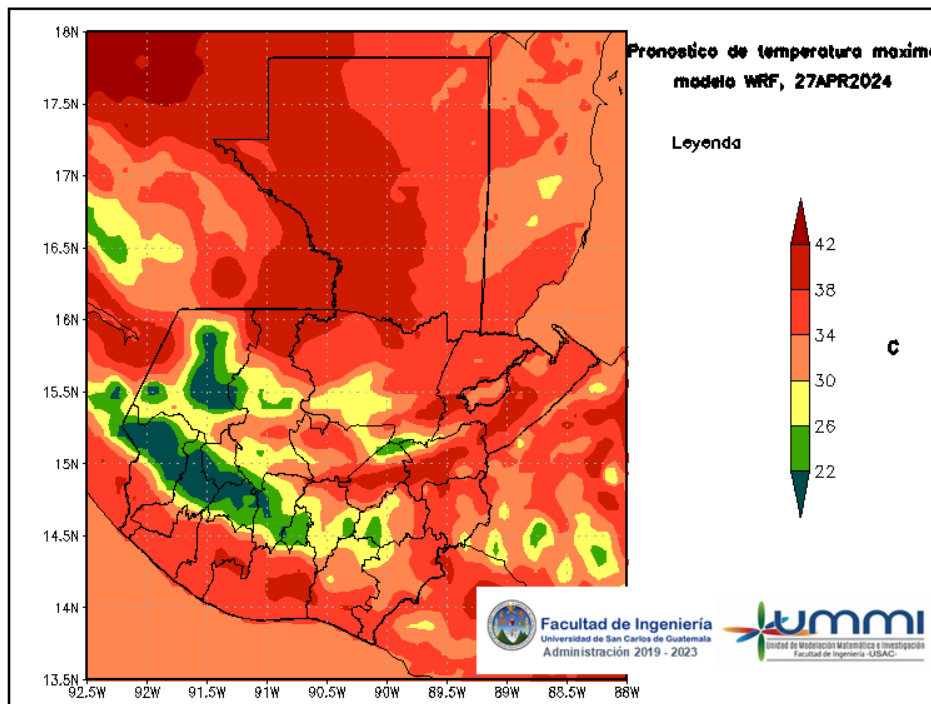 Pronostico de temperatura maxima
modelo WRF, 27APR2024
Leyenda
42
38
34
30
26
22
C
18N
17.5N
17N
16.5N
16N
15.5N
15N
14.5N
14N
13.5N
92.5W 92W 91.5W 91W 90.5W 90W 89.5W 89W 88.5W 88W
Facultad de Ingeniería
Universidad de San Carlos de Guatemala
Administración 2019 - 2023
ummi
Unidad de Modelación Matemática e Investigación
Facultad de Ingeniería -USAC-